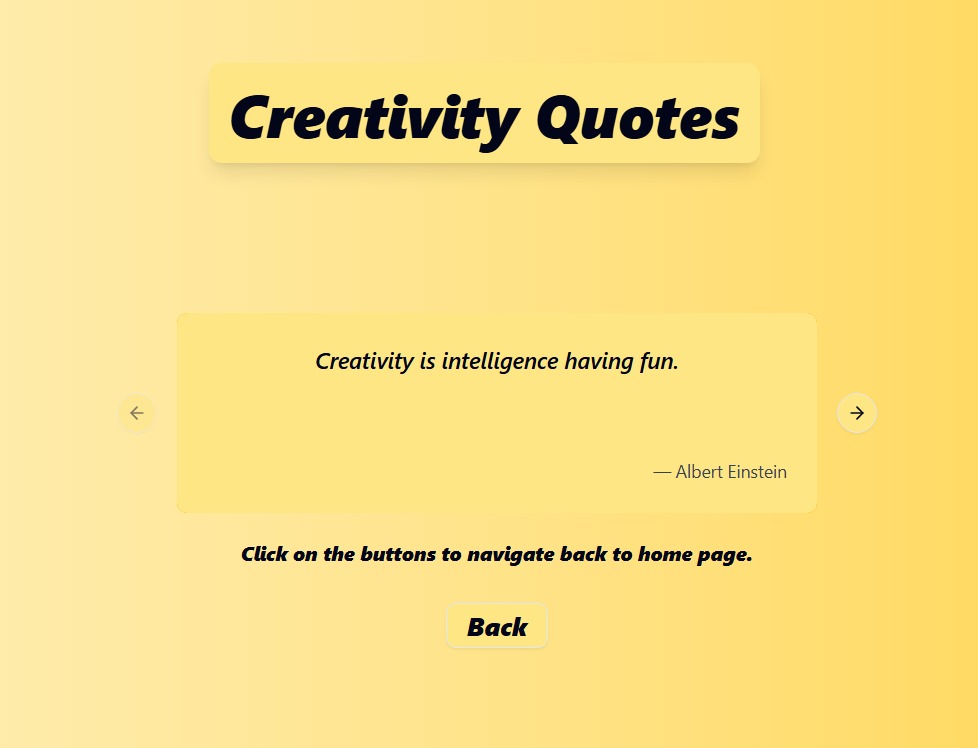 Creativity Quotes
Creativity is intelligence having fun.
— Albert Einstein
Click on the buttons to navigate back to home page.
Back